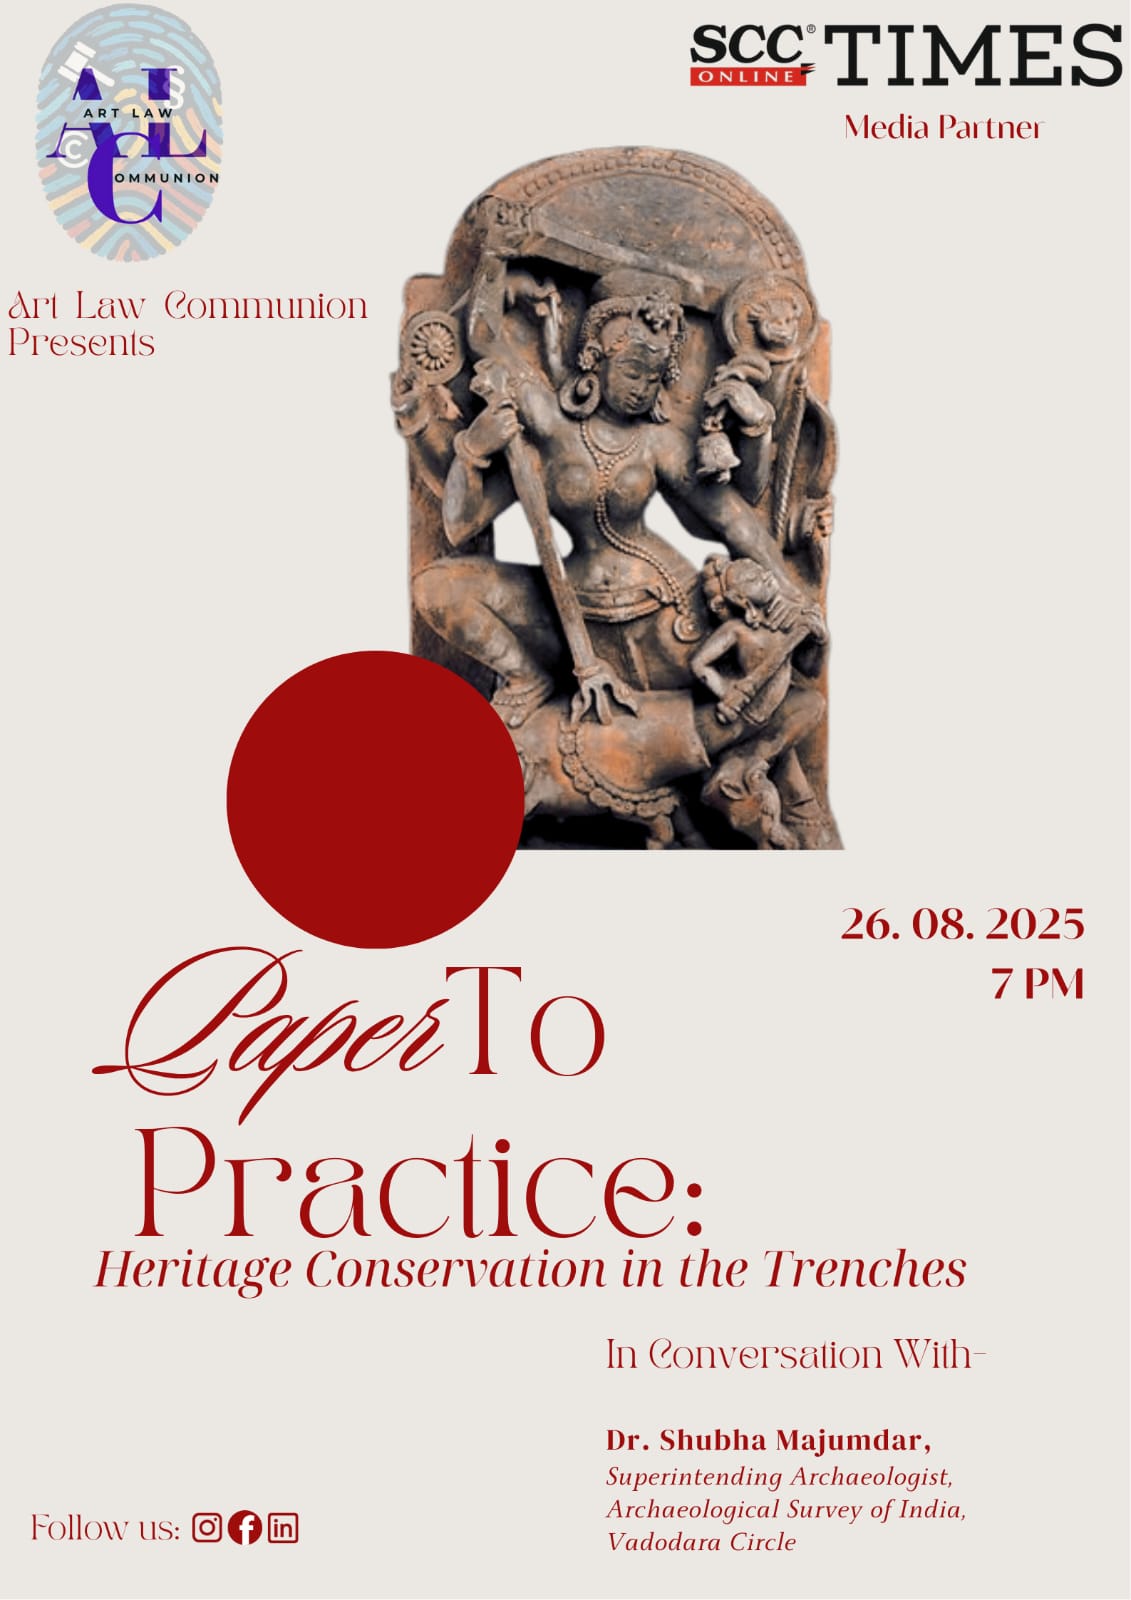 ART LAW
COMMUNION
SCC® TIMES
ONLINE
Media Partner
Art Law Communion
Presents
26. 08. 2025
7 PM
Paper To
Practice:
Heritage Conservation in the Trenches
In Conversation With-
Dr. Shubha Majumdar,
Superintending Archaeologist,
Archaeological Survey of India,
Vadodara Circle
Follow us: